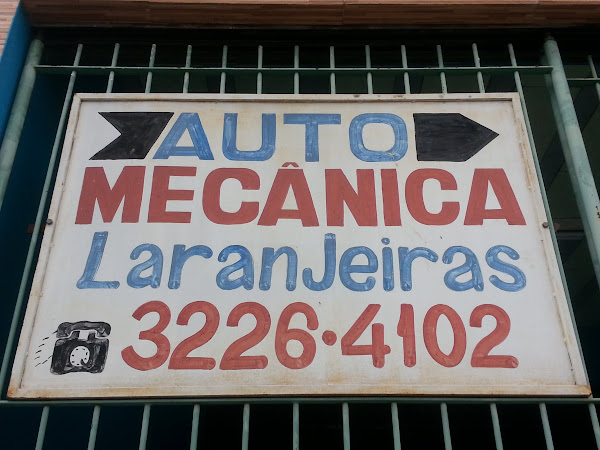 AUTO
MECÂNICA
Laranjeiras
3226·4102